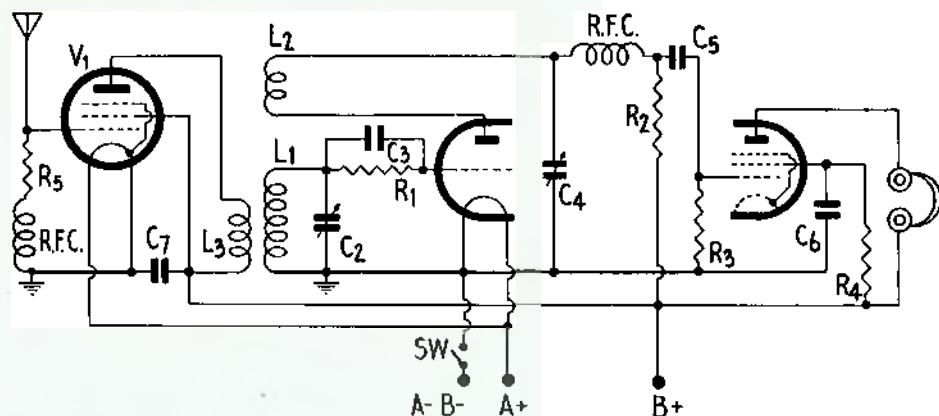 V1
R5
R.F.C.
C7
L3
L2
L1
C3
R1
C2
C4
R.F.C.
C5
R2
R3
C6
R4
SW
A- B- A+ B+